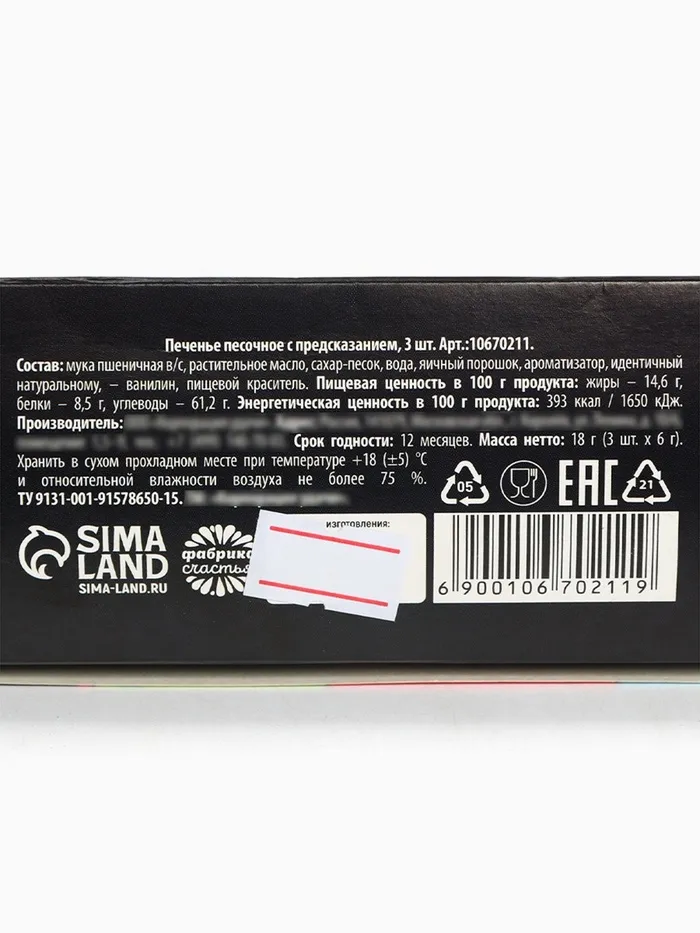 Печенье песочное с предсказанием, 3 шт. Арт.:10670211.
Состав: мука пшеничная в/с, растительное масло, сахар-песок, вода, яичный порошок, ароматизатор, идентичный
натуральному, – ванилин, пищевой краситель. Пищевая ценность в 100 г продукта: жиры – 14,6 г,
белки – 8,5 г, углеводы – 61,2 г. Энергетическая ценность в 100 г продукта: 393 ккал / 1650 кДж.
Производитель:
Срок годности: 12 месяцев. Масса нетто: 18 г (3 шт. х 6 г).
Хранить в сухом прохладном месте при температуре +18 (±5) °С
и относительной влажности воздуха не более 75 %.
ТУ 9131-001-91578650-15.
05
EAC
21
SIMA
LAND
SIMA-LAND.RU
фабрика
счастья
изготовления:
6 900106 702119